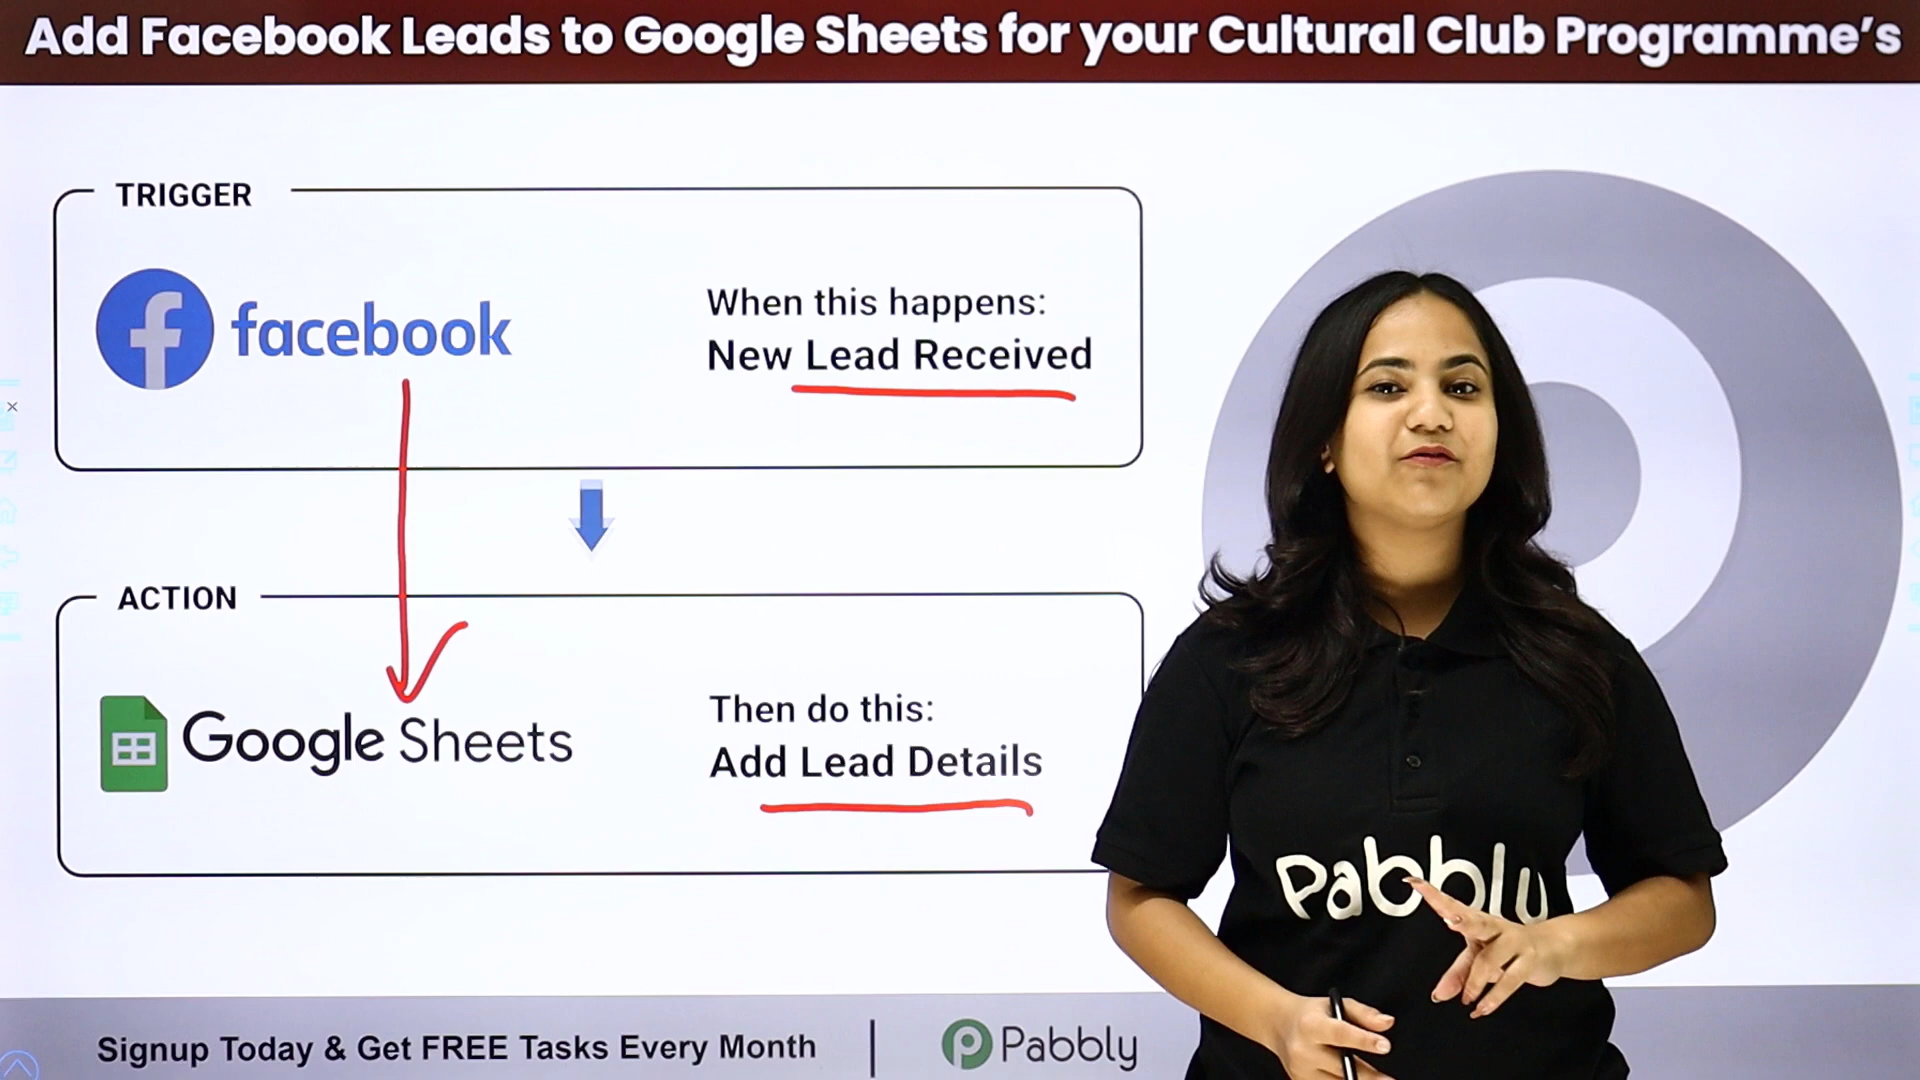 Add Facebook Leads to Google Sheets for your Cultural Club Programme's
TRIGGER
facebook
When this happens:
New Lead Received
ACTION
Google Sheets
Then do this:
Add Lead Details
Pabbly
Signup Today & Get FREE Tasks Every Month
Pabbly